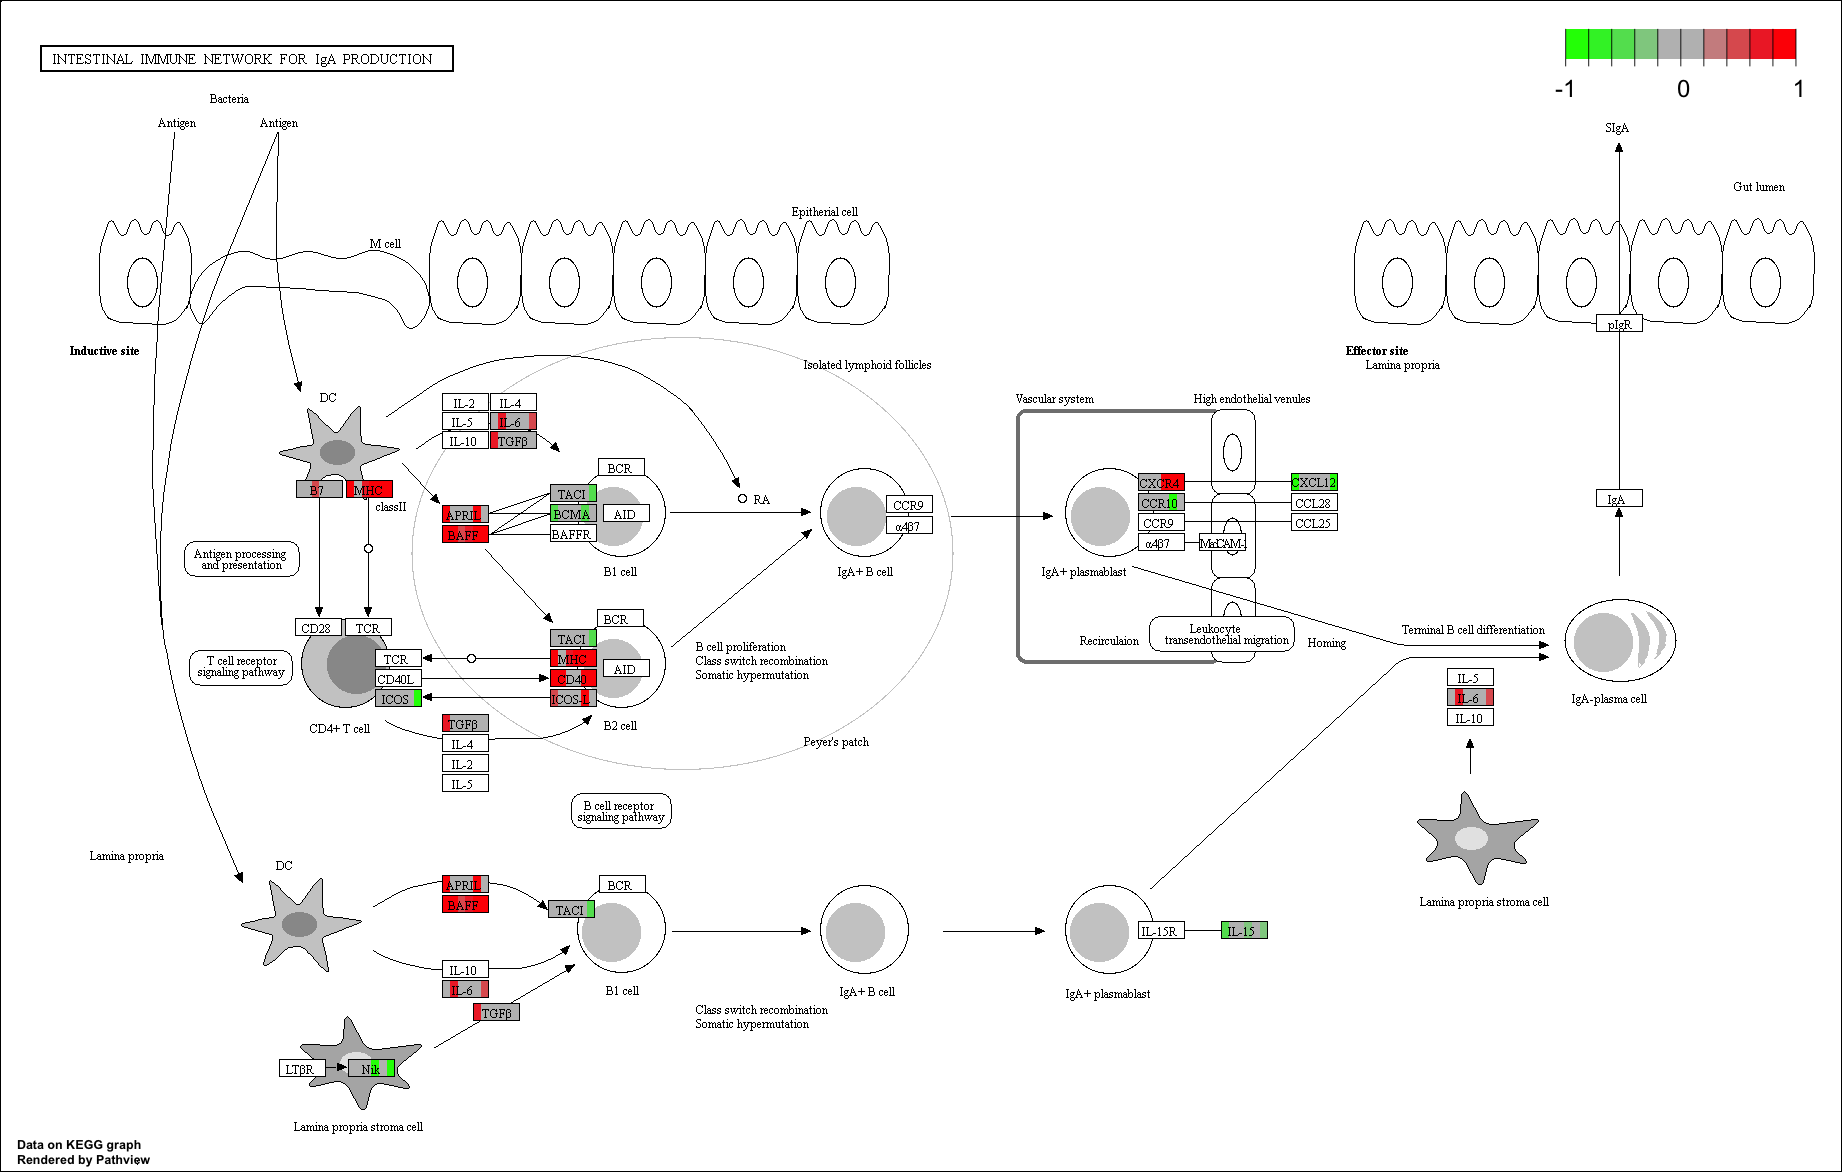 INTESTINAL IMMUNE NETWORK FOR IgA PRODUCTION
-1 0 1
Bacteria
Antigen Antigen
SIgA
Gut lumen
Epitherial cell
M cell
pIgR
Inductive site
Effector site
Lamina propria
Isolated lymphoid follicles
DC
IL-2 IL-4
IL-5 IL-6
IL-10 TGFβ
Vascular system
High endothelial venules
B7 MHC
classII
BCR
TACI
BCMA
BAFFR
AID
APRIL
BAFF
RA
CCR9
α4β7
CXCR4
CCR10
CCR9
α4β7
CXCL12
CCL28
CCL25
IgA
Antigen processing
and presentation
B1 cell
IgA+ B cell
IgA+ plasmablast
CD28 TCR
TCR
CD40L
ICOS
TACI
MHC
CD40
ICOS-L
BCR
AID
B cell proliferation
Class switch recombination
Somatic hypermutation
T cell receptor
signaling pathway
CD4+ T cell
B2 cell
Recirculaion
Leukocyte
transendothelial migration
Homing
Terminal B cell differentiation
IL-5
IL-6
IL-10
IgA-plasma cell
TGFβ
IL-4
IL-2
IL-5
Peyer's patch
B cell receptor
signaling pathway
Lamina propria
DC
APRIL
BAFF
TACI
BCR
IL-10
IL-6
TGFβ
B1 cell
IgA+ B cell
IL-15R IL-15
IgA+ plasmablast
Lamina propria stroma cell
Class switch recombination
Somatic hypermutation
LTβR Nik
Lamina propria stroma cell
Data on KEGG graph
Rendered by Pathview